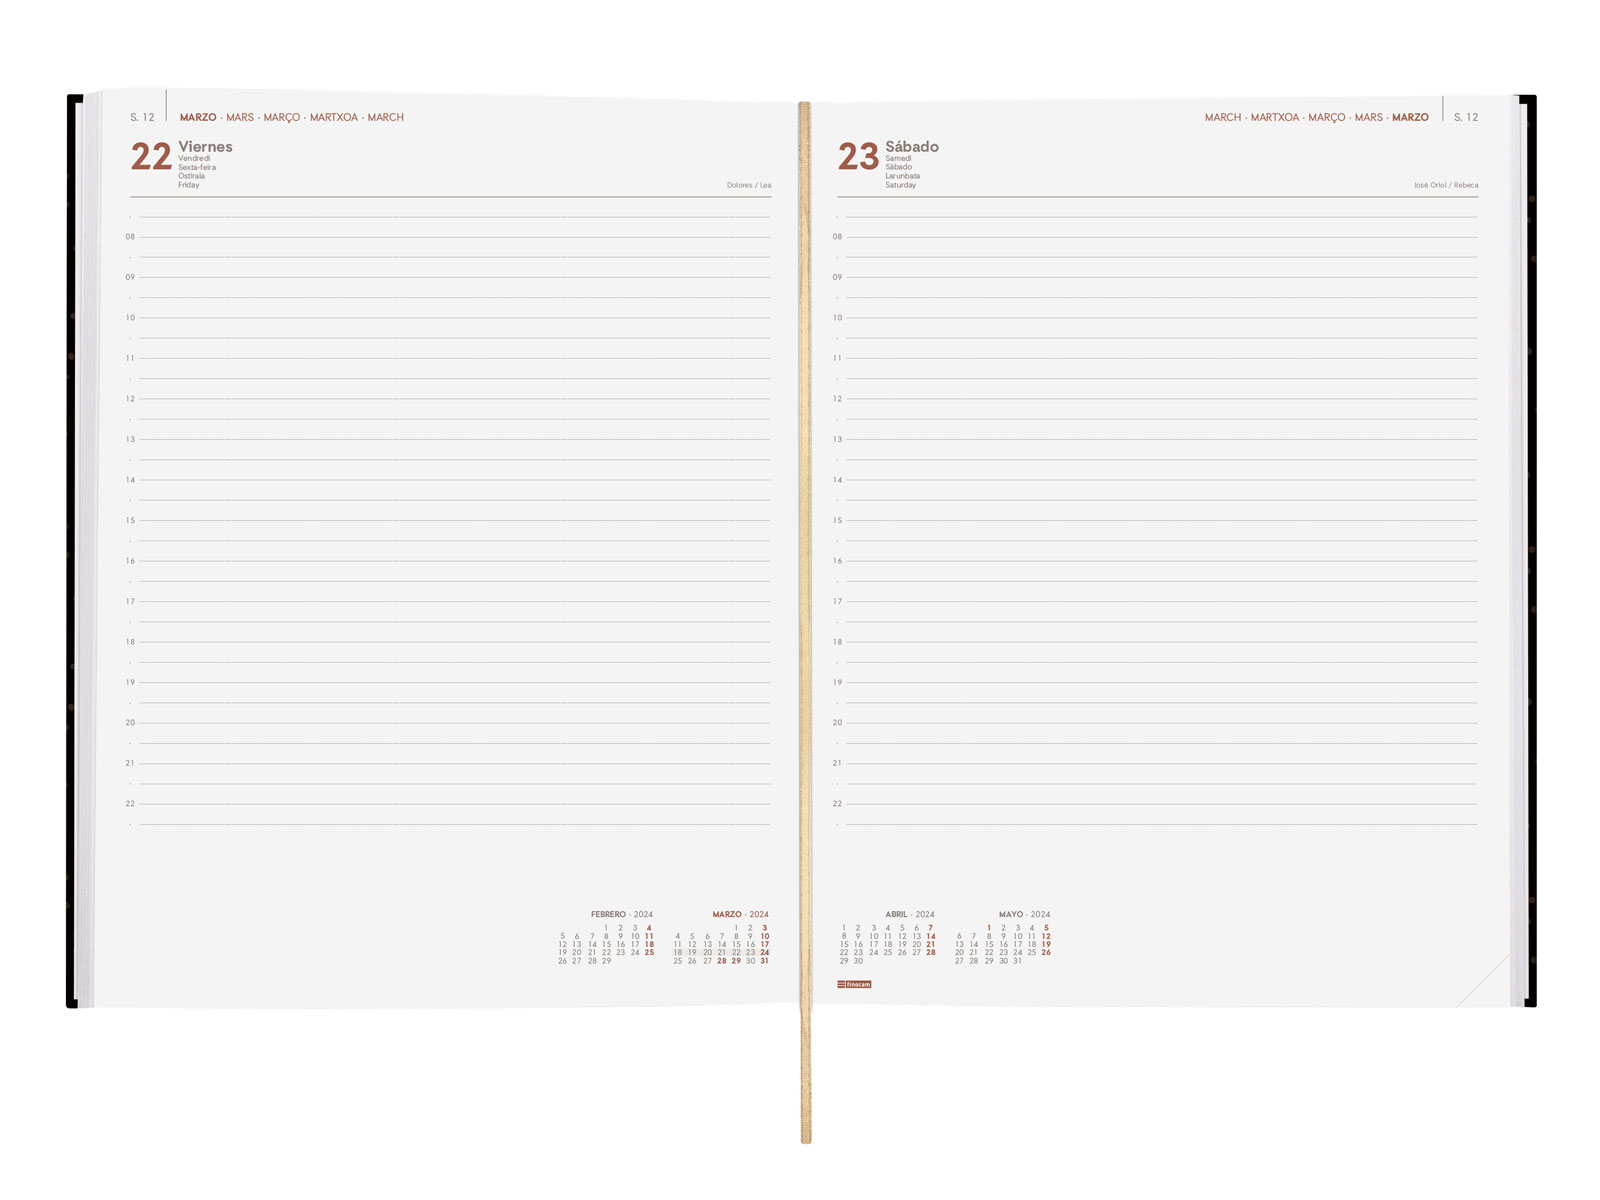 S. 12 MARZO · MARS · MARÇO · MARTXOA · MARCH
22 Viernes
Vendredi
Sexta-feira
Ostirala
Friday
Dolores / Lea
08
09
10
11
12
13
14
15
16
17
18
19
20
21
22
FEBRERO · 2024
1 2 3 4
5 6 7 8 9 10 11
12 13 14 15 16 17 18
19 20 21 22 23 24 25
26 27 28 29
MARZO · 2024
1 2 3
4 5 6 7 8 9 10
11 12 13 14 15 16 17
18 19 20 21 22 23 24
25 26 27 28 29 30 31
MARCH · MARTXOA · MARÇO · MARS · MARZO S. 12
23 Sábado
Samedi
Sábado
Larunbata
Saturday
José Oriol / Rebeca
08
09
10
11
12
13
14
15
16
17
18
19
20
21
22
ABRIL · 2024
1 2 3 4 5 6 7
8 9 10 11 12 13 14
15 16 17 18 19 20 21
22 23 24 25 26 27 28
29 30
MAYO · 2024
1 2 3 4 5
6 7 8 9 10 11 12
13 14 15 16 17 18 19
20 21 22 23 24 25 26
27 28 29 30 31
finocam